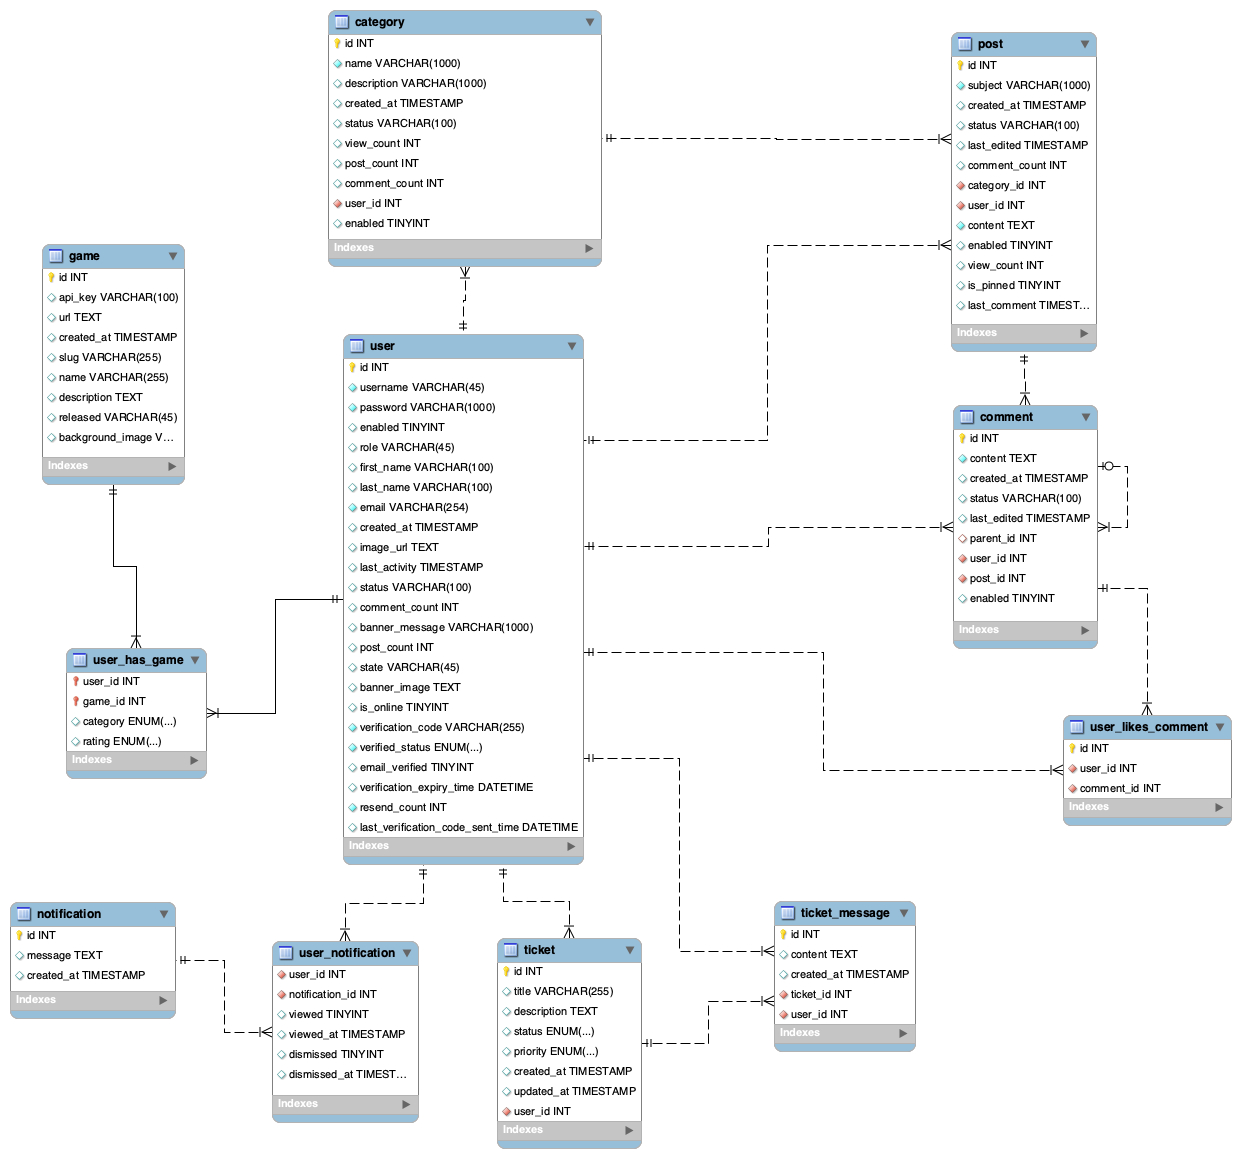 category
id INT
name VARCHAR(1000)
description VARCHAR(1000)
created_at TIMESTAMP
status VARCHAR(100)
view_count INT
post_count INT
comment_count INT
user_id INT
enabled TINYINT
Indexes
post
id INT
subject VARCHAR(1000)
created_at TIMESTAMP
status VARCHAR(100)
last_edited TIMESTAMP
comment_count INT
category_id INT
user_id INT
content TEXT
enabled TINYINT
view_count INT
is_pinned TINYINT
last_comment TIMEST...
Indexes
game
id INT
api_key VARCHAR(100)
url TEXT
created_at TIMESTAMP
slug VARCHAR(255)
name VARCHAR(255)
description TEXT
released VARCHAR(45)
background_image V...
Indexes
user
id INT
username VARCHAR(45)
password VARCHAR(1000)
enabled TINYINT
role VARCHAR(45)
first_name VARCHAR(100)
last_name VARCHAR(100)
email VARCHAR(254)
created_at TIMESTAMP
image_url TEXT
last_activity TIMESTAMP
status VARCHAR(100)
comment_count INT
banner_message VARCHAR(1000)
post_count INT
state VARCHAR(45)
banner_image TEXT
is_online TINYINT
verification_code VARCHAR(255)
verified_status ENUM(...)
email_verified TINYINT
verification_expiry_time DATETIME
resend_count INT
last_verification_code_sent_time DATETIME
Indexes
comment
id INT
content TEXT
created_at TIMESTAMP
status VARCHAR(100)
last_edited TIMESTAMP
parent_id INT
user_id INT
post_id INT
enabled TINYINT
Indexes
user_has_game
user_id INT
game_id INT
category ENUM(...)
rating ENUM(...)
Indexes
user_likes_comment
id INT
user_id INT
comment_id INT
Indexes
notification
id INT
message TEXT
created_at TIMESTAMP
Indexes
user_notification
user_id INT
notification_id INT
viewed TINYINT
viewed_at TIMESTAMP
dismissed TINYINT
dismissed_at TIMEST...
Indexes
ticket
id INT
title VARCHAR(255)
description TEXT
status ENUM(...)
priority ENUM(...)
created_at TIMESTAMP
updated_at TIMESTAMP
user_id INT
Indexes
ticket_message
id INT
content TEXT
created_at TIMESTAMP
ticket_id INT
user_id INT
Indexes